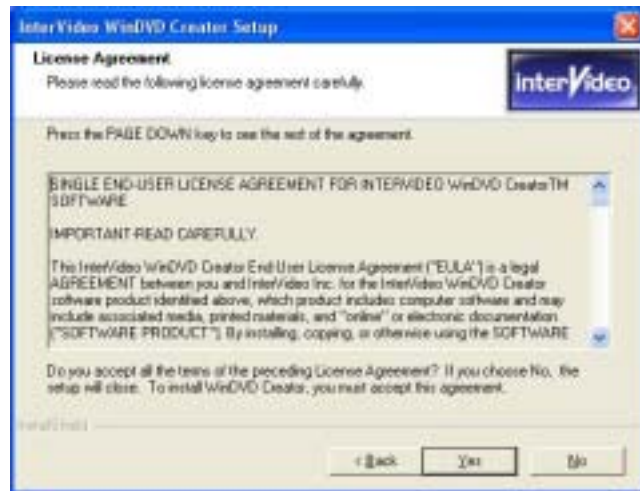 InterVideo WinDVD Creator Setup
License Agreement
Please read the following license agreement carefully.
InterVideo
Press the PAGE DOWN key to see the rest of the agreement.
SINGLE END-USER LICENSE AGREEMENT FOR INTERVIDEO WinDVD CreatorTM
SOFTWARE
IMPORTANT-READ CAREFULLY.
This InterVideo WinDVD Creator End-User License Agreement ("EULA") is a legal
AGREEMENT between you and InterVideo Inc. for the InterVideo WinDVD Creator
software product identified above, which product includes computer software and may
include associated media, printed materials, and "online" or electronic documentation
("SOFTWARE PRODUCT"). By installing, copying, or otherwise using the SOFTWARE
Do you accept all the terms of the preceding License Agreement? If you choose No, the
setup will close. To install WinDVD Creator, you must accept this agreement.
InstallShield
< Back
Yes
No